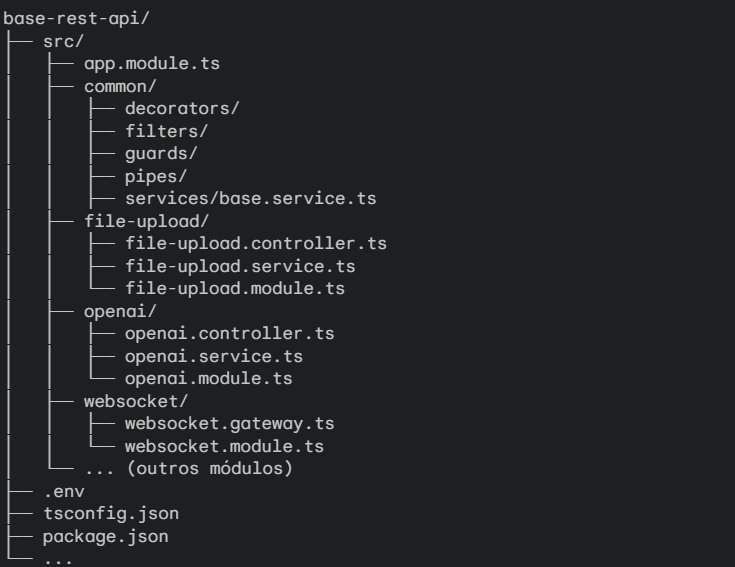 base-rest-api/
├── src/
│   ├── app.module.ts
│   ├── common/
│   │   ├── decorators/
│   │   ├── filters/
│   │   ├── guards/
│   │   ├── pipes/
│   │   ├── services/base.service.ts
│   ├── file-upload/
│   │   ├── file-upload.controller.ts
│   │   ├── file-upload.service.ts
│   │   └── file-upload.module.ts
│   ├── openai/
│   │   ├── openai.controller.ts
│   │   ├── openai.service.ts
│   │   └── openai.module.ts
│   ├── websocket/
│   │   ├── websocket.gateway.ts
│   │   └── websocket.module.ts
│   └── ... (outros módulos)
├── .env
├── tsconfig.json
├── package.json
└── ...